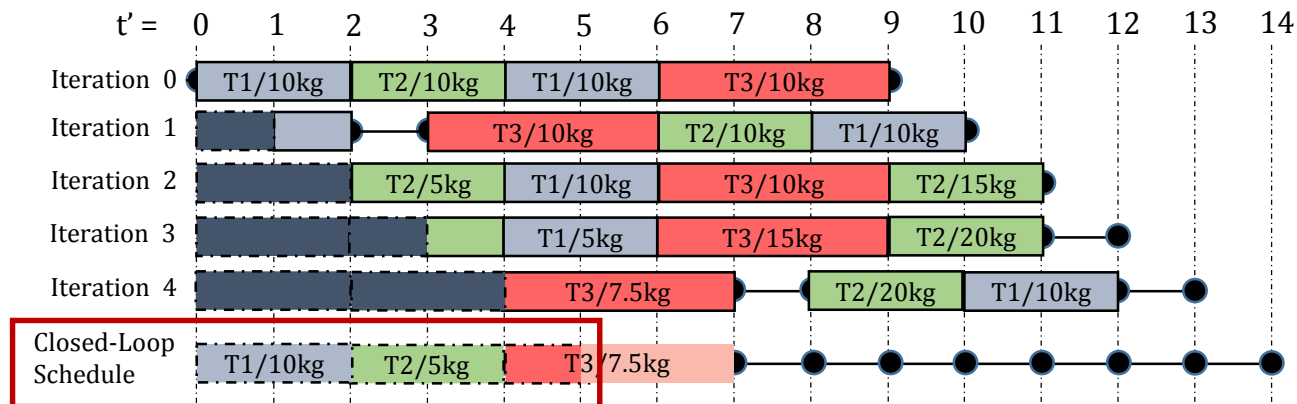 t' = 0 1 2 3 4 5 6 7 8 9 10 11 12 13 14
Iteration 0 T1/10kg T2/10kg T1/10kg T3/10kg
Iteration 1 T3/10kg T2/10kg T1/10kg
Iteration 2 T2/5kg T1/10kg T3/10kg T2/15kg
Iteration 3 T1/5kg T3/15kg T2/20kg
Iteration 4 T3/7.5kg T2/20kg T1/10kg
Closed-Loop
Schedule T1/10kg T2/5kg T3/7.5kg